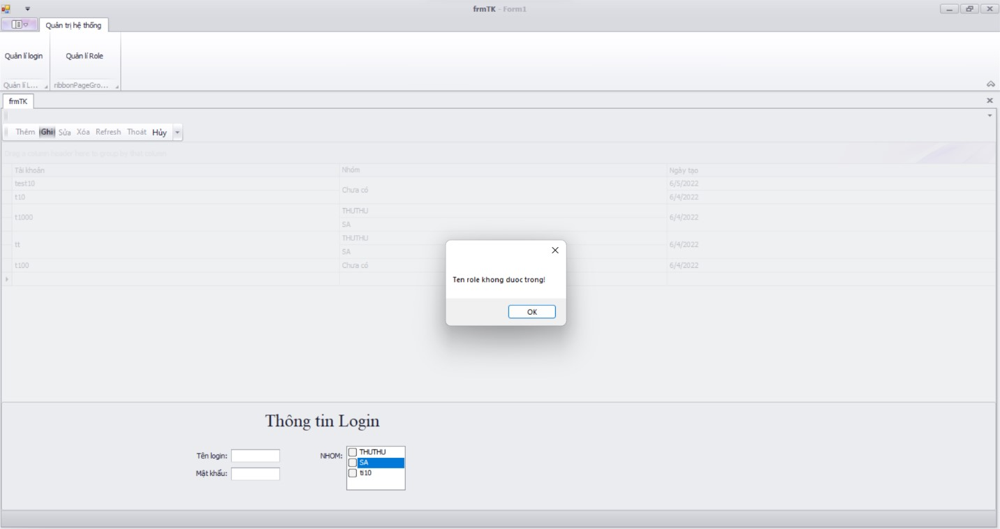 frmTK - Form1
Quản trị hệ thống
Quản lí login
Quản lí Role
Quản lí L...
ribbonPageGro...
frmTK
Thêm Ghi Sửa Xóa Refresh Thoát Hủy
Drag a column header here to group by that column
Tài khoản Nhóm Ngày tạo
test10 Chưa có 6/5/2022
t10 6/4/2022
t1000 THUTHU 6/4/2022
SA
tt THUTHU 6/4/2022
SA
t100 Chưa có 6/4/2022
Ten role khong duoc trong!
OK
Thông tin Login
Tên login:
Mật khẩu:
NHOM:
THUTHU
SA
ti10